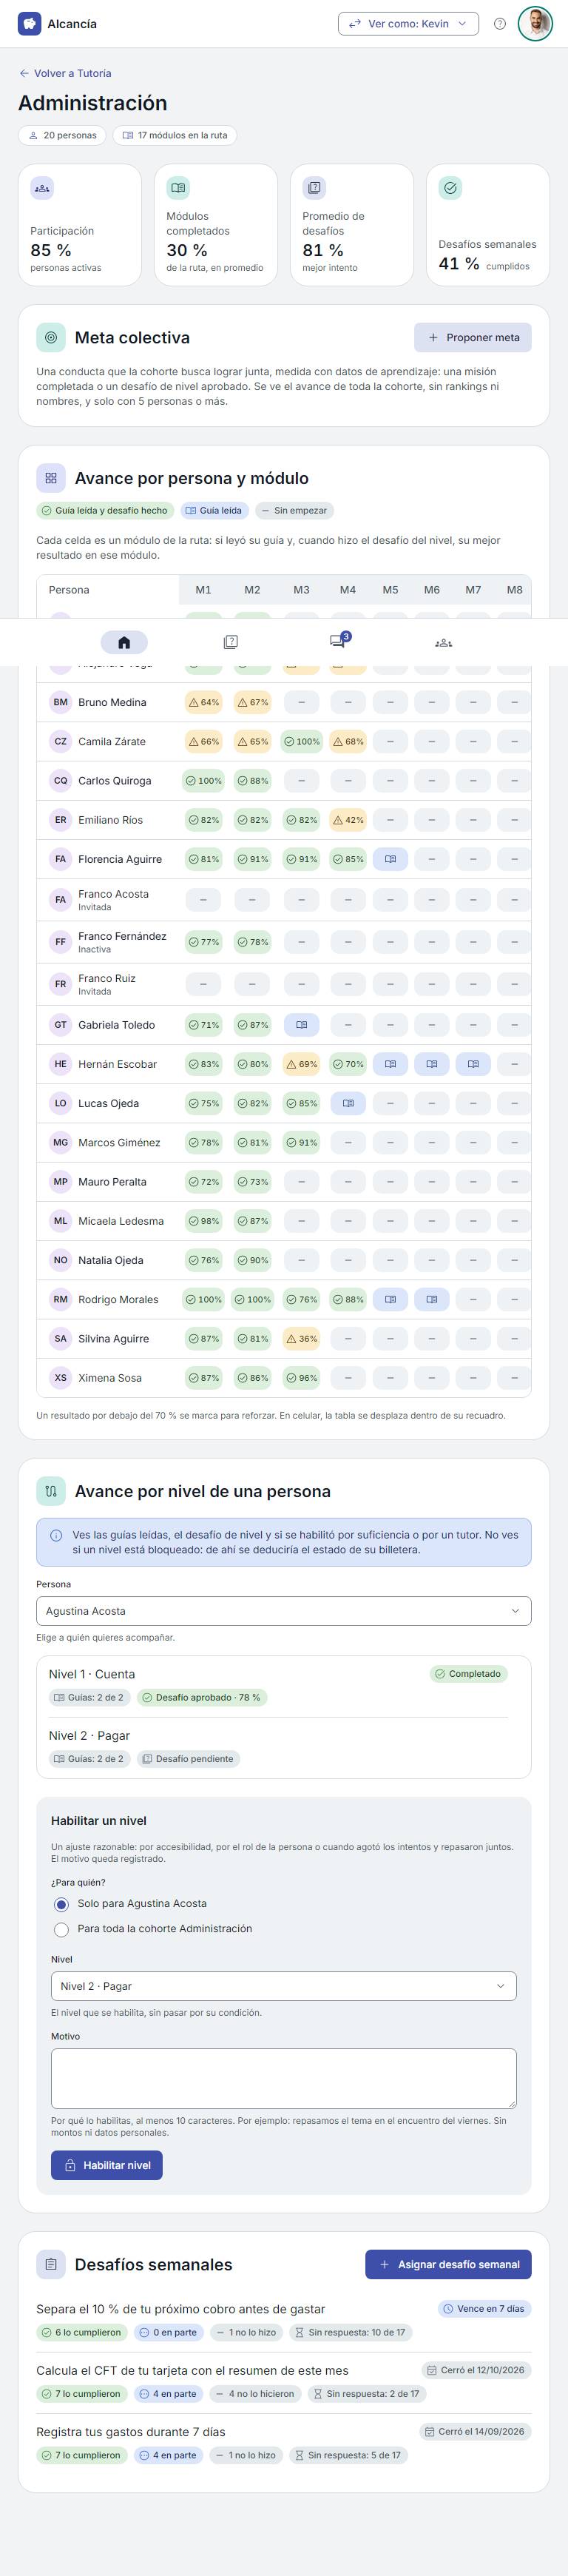 Alcancía
Ver como: Kevin
Volver a Tutoría
Administración
20 personas
17 módulos en la ruta
Participación
85 %
personas activas
Módulos completados
30 %
de la ruta, en promedio
Promedio de desafíos
81 %
mejor intento
Desafíos semanales
41 % cumplidos
Meta colectiva
Proponer meta
Una conducta que la cohorte busca lograr junta, medida con datos de aprendizaje: una misión
completada o un desafío de nivel aprobado. Se ve el avance de toda la cohorte, sin rankings ni
nombres, y solo con 5 personas o más.
Avance por persona y módulo
Guía leída y desafío hecho
Guía leída
Sin empezar
Cada celda es un módulo de la ruta: si leyó su guía y, cuando hizo el desafío del nivel, su mejor
resultado en ese módulo.
Persona M1 M2 M3 M4 M5 M6 M7 M8
3
BM Bruno Medina 64% 67% – – – – – –
CZ Camila Zárate 66% 65% 100% 68% – – – –
CQ Carlos Quiroga 100% 88% – – – – – –
ER Emiliano Ríos 82% 82% 82% 42% – – – –
FA Florencia Aguirre 81% 91% 91% 85% – – –
FA Franco Acosta – – – – – – – –
Invitada
FF Franco Fernández 77% 78% – – – – – –
Inactiva
FR Franco Ruiz – – – – – – – –
Invitada
GT Gabriela Toledo 71% 87% – – – – –
HE Hernán Escobar 83% 80% 69% 70% –
LO Lucas Ojeda 75% 82% 85% – – – –
MG Marcos Giménez 78% 81% 91% – – – – –
MP Mauro Peralta 72% 73% – – – – – –
ML Micaela Ledesma 98% 87% – – – – – –
NO Natalia Ojeda 76% 90% – – – – – –
RM Rodrigo Morales 100% 100% 76% 88% – –
SA Silvina Aguirre 87% 81% 36% – – – – –
XS Ximena Sosa 87% 86% 96% – – – – –
Un resultado por debajo del 70 % se marca para reforzar. En celular, la tabla se desplaza dentro de su recuadro.
Avance por nivel de una persona
Ves las guías leídas, el desafío de nivel y si se habilitó por suficiencia o por un tutor. No ves
si un nivel está bloqueado: de ahí se deduciría el estado de su billetera.
Persona
Agustina Acosta
Elige a quién quieres acompañar.
Nivel 1 · Cuenta
Completado
Guías: 2 de 2
Desafío aprobado · 78 %
Nivel 2 · Pagar
Guías: 2 de 2
Desafío pendiente
Habilitar un nivel
Un ajuste razonable: por accesibilidad, por el rol de la persona o cuando agotó los intentos y repasaron juntos.
El motivo queda registrado.
¿Para quién?
Solo para Agustina Acosta
Para toda la cohorte Administración
Nivel
Nivel 2 · Pagar
El nivel que se habilita, sin pasar por su condición.
Motivo
Por qué lo habilitas, al menos 10 caracteres. Por ejemplo: repasamos el tema en el encuentro del viernes. Sin
montos ni datos personales.
Habilitar nivel
Desafíos semanales
Asignar desafío semanal
Separa el 10 % de tu próximo cobro antes de gastar
Vence en 7 días
6 lo cumplieron
0 en parte
1 no lo hizo
Sin respuesta: 10 de 17
Calcula el CFT de tu tarjeta con el resumen de este mes
Cerró el 12/10/2026
7 lo cumplieron
4 en parte
4 no lo hicieron
Sin respuesta: 2 de 17
Registra tus gastos durante 7 días
Cerró el 14/09/2026
7 lo cumplieron
4 en parte
1 no lo hizo
Sin respuesta: 5 de 17